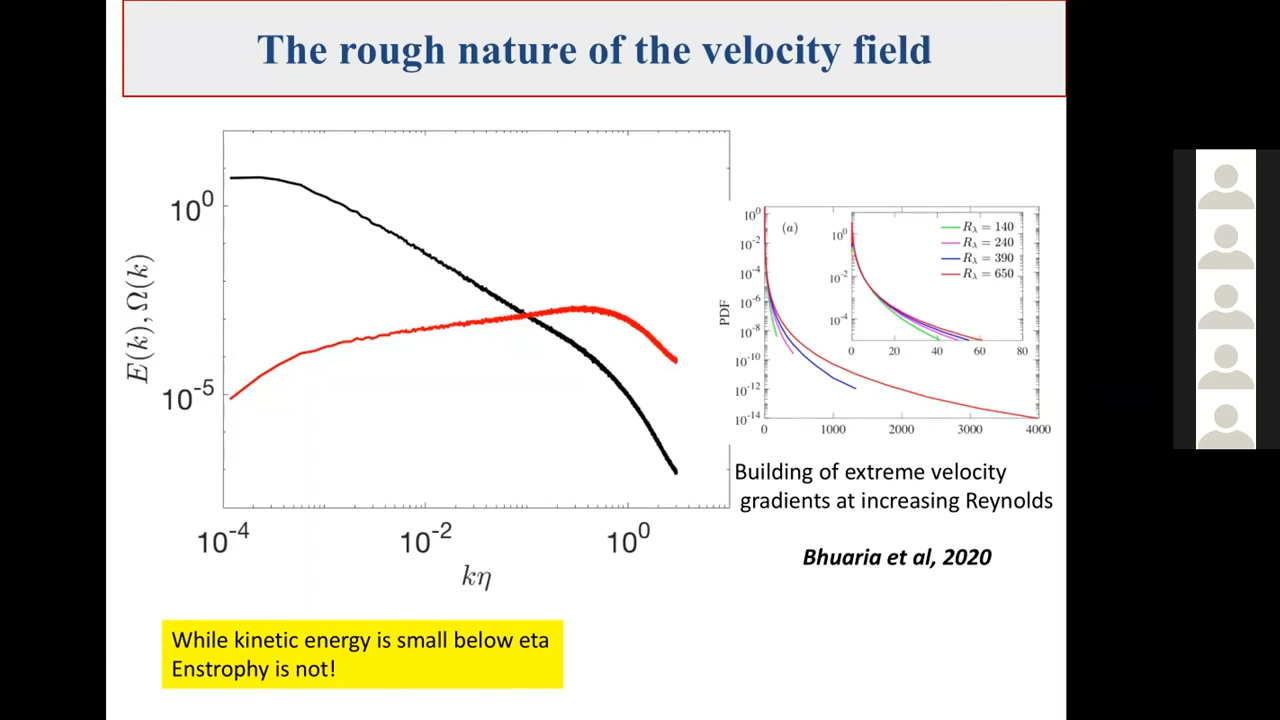 The rough nature of the velocity field
E(k), Ω(k)
10^0
10^-5
10^-4
10^-2
10^0
kη
PDF
10^0
10^-2
10^-4
10^-6
10^-8
10^-10
10^-12
10^-14
0
1000
2000
3000
4000
(a)
10^0
10^-2
10^-4
0
20
40
60
80
R_λ = 140
R_λ = 240
R_λ = 390
R_λ = 650
Building of extreme velocity
gradients at increasing Reynolds
Bhuaria et al, 2020
While kinetic energy is small below eta
Enstrophy is not!